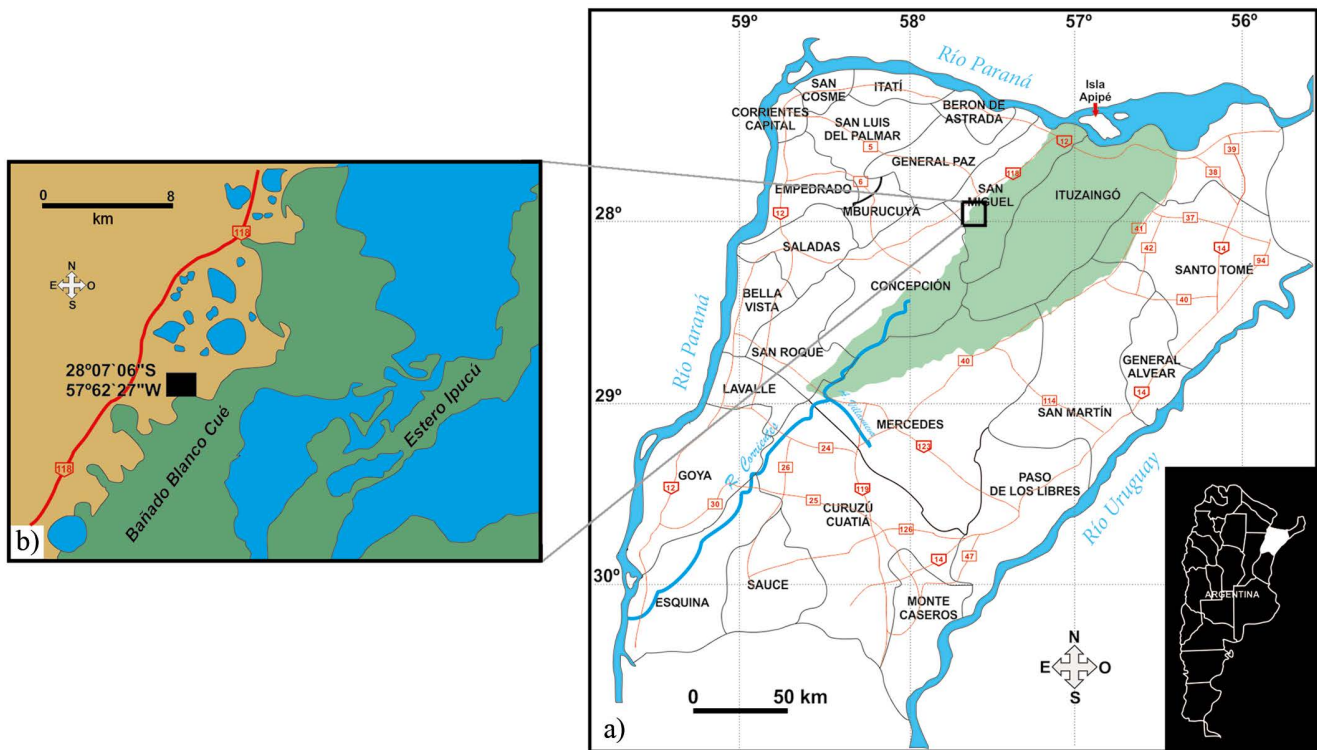 0 8
km
118
N
E O
S
28º07`06"S
57º62`27"W
118
Bañado Blanco Cué
Estero Ipucú
b)
59º 58º 57º 56º
Río Paraná
Isla
Apipé
SAN
COSME
ITATÍ
CORRIENTES
CAPITAL
SAN LUIS
DEL PALMAR
BERON DE
ASTRADA
12
5
39
GENERAL PAZ
118
38
6
EMPEDRADO
SAN
MIGUEL
ITUZAINGÓ
MBURUCUYÁ
12
28º
37
41
SALADAS
42
14
94
SANTO TOMÉ
CONCEPCIÓN
BELLA
VISTA
40
Río Paraná
SAN ROQUE
40
GENERAL
ALVEAR
LAVALLE
14
114
29º
SAN MARTÍN
MERCEDES
R. Corrientes
24
123
26
GOYA
12
119
PASO
DE LOS LIBRES
30
25
CURUZÚ
CUATIÁ
126
Río Uruguay
14
47
30º
SAUCE
ESQUINA
MONTE
CASEROS
ARGENTINA
N
E O
S
0 50 km
a)